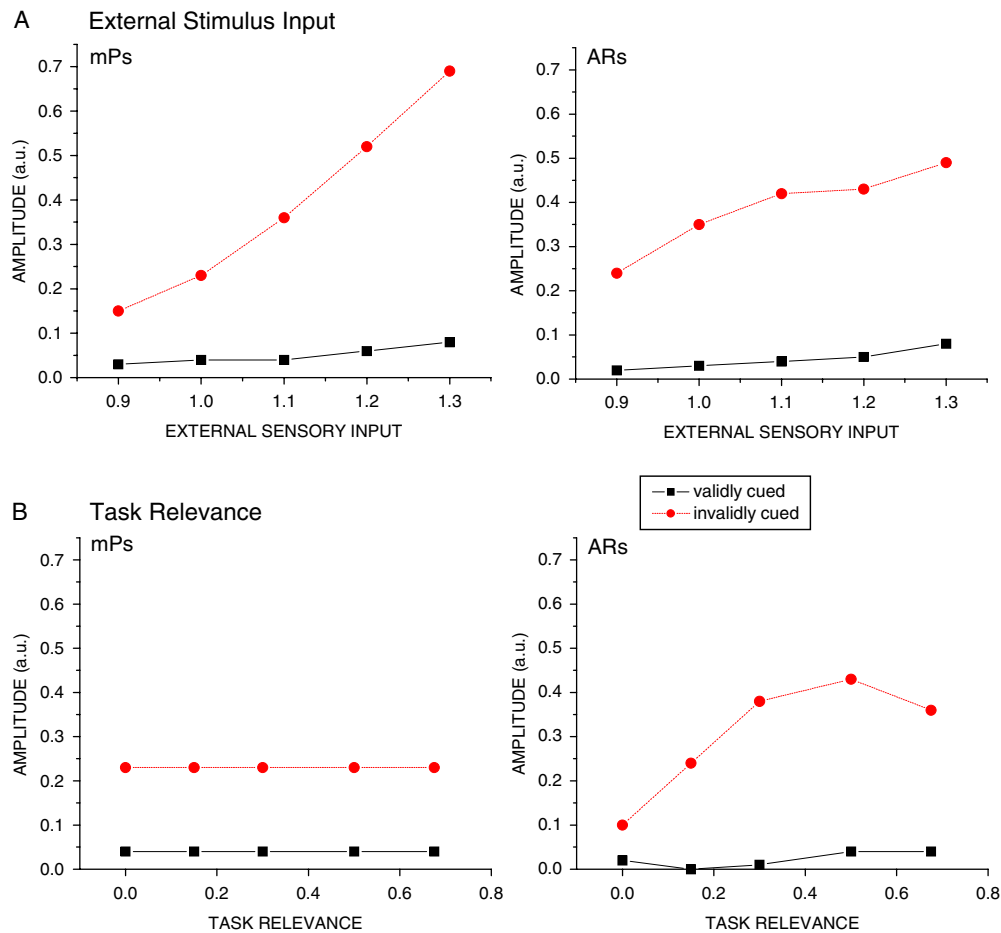 A External Stimulus Input
mPs
AMPLITUDE (a.u.)
0.7
0.6
0.5
0.4
0.3
0.2
0.1
0.0
0.9 1.0 1.1 1.2 1.3
EXTERNAL SENSORY INPUT
ARs
AMPLITUDE (a.u.)
0.7
0.6
0.5
0.4
0.3
0.2
0.1
0.0
0.9 1.0 1.1 1.2 1.3
EXTERNAL SENSORY INPUT
validly cued
invalidly cued
B Task Relevance
mPs
AMPLITUDE (a.u.)
0.7
0.6
0.5
0.4
0.3
0.2
0.1
0.0
0.0 0.2 0.4 0.6 0.8
TASK RELEVANCE
ARs
AMPLITUDE (a.u.)
0.7
0.6
0.5
0.4
0.3
0.2
0.1
0.0
0.0 0.2 0.4 0.6 0.8
TASK RELEVANCE